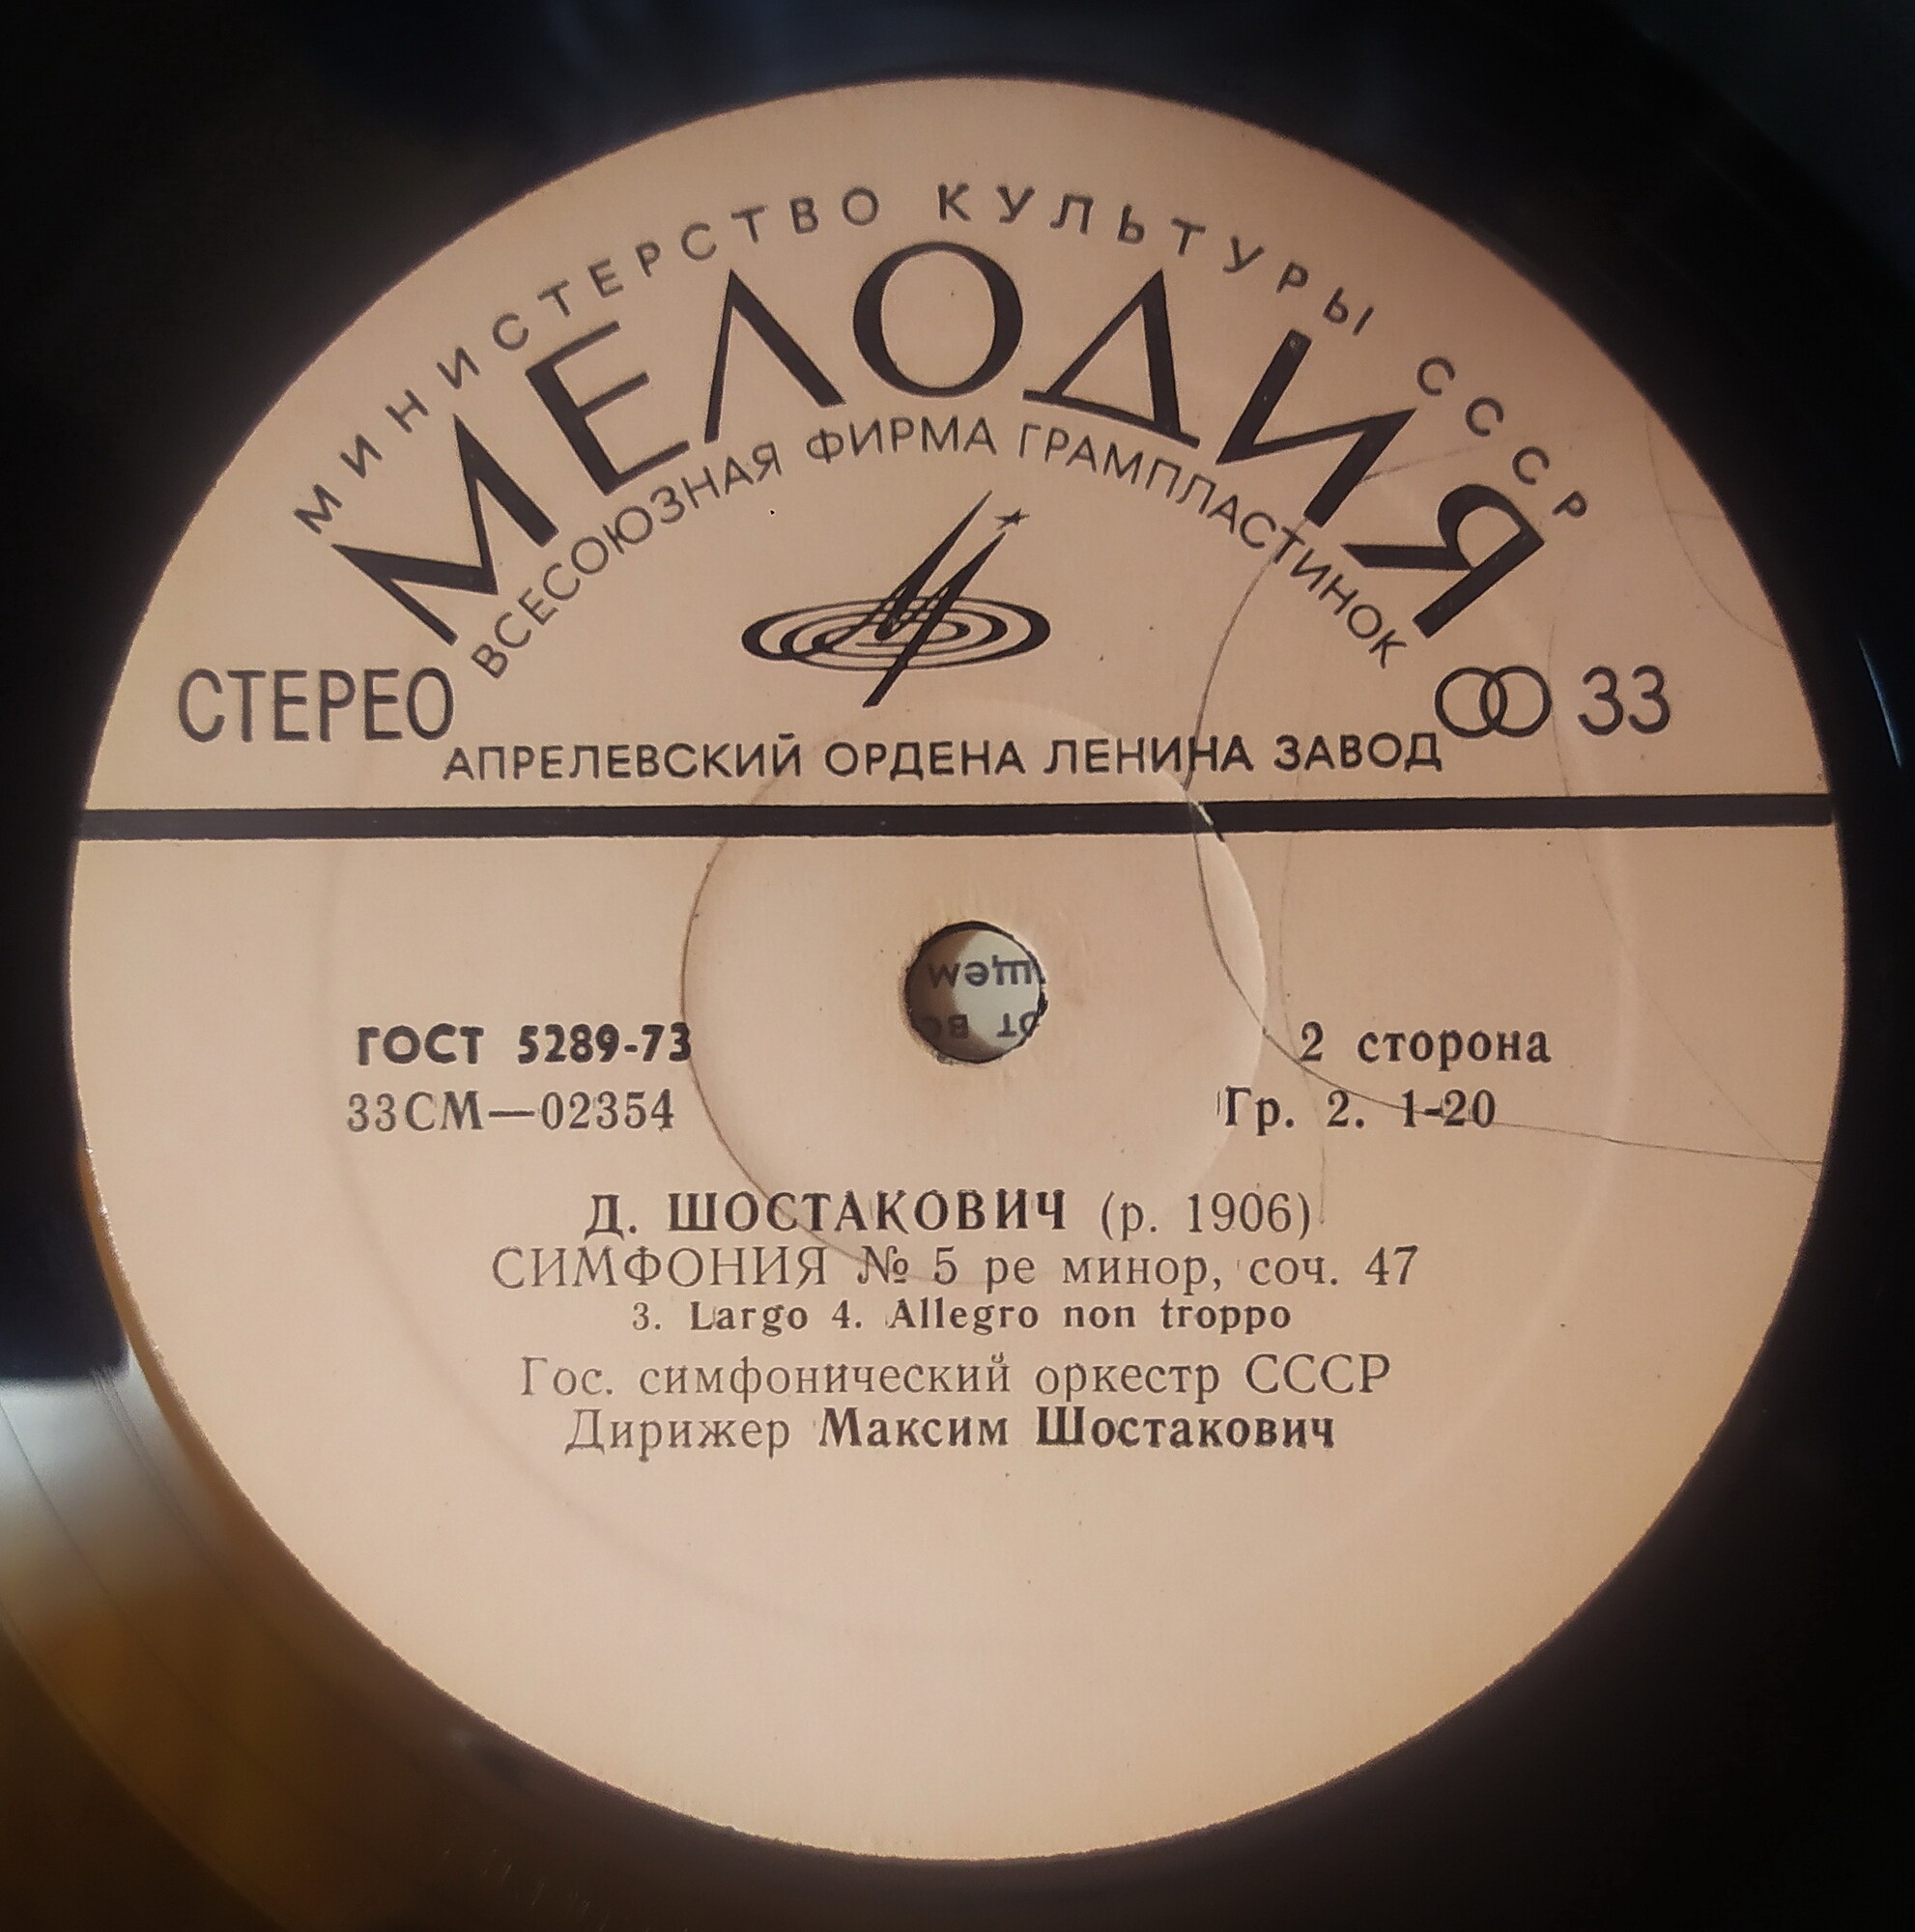 МИНИСТЕРСТВО КУЛЬТУРЫ СССР
МЕЛОДИЯ
ВСЕСОЮЗНАЯ ФИРМА ГРАМПЛАСТИНОК
СТЕРЕО
33
АПРЕЛЕВСКИЙ ОРДЕНА ЛЕНИНА ЗАВОД
ГОСТ 5289-73
2 сторона
33СМ—02354
Гр. 2. 1-20
Д. ШОСТАКОВИЧ (р. 1906)
СИМФОНИЯ № 5 ре минор, соч. 47
3. Largo 4. Allegro non troppo
Гос. симфонический оркестр СССР
Дирижер Максим Шостакович